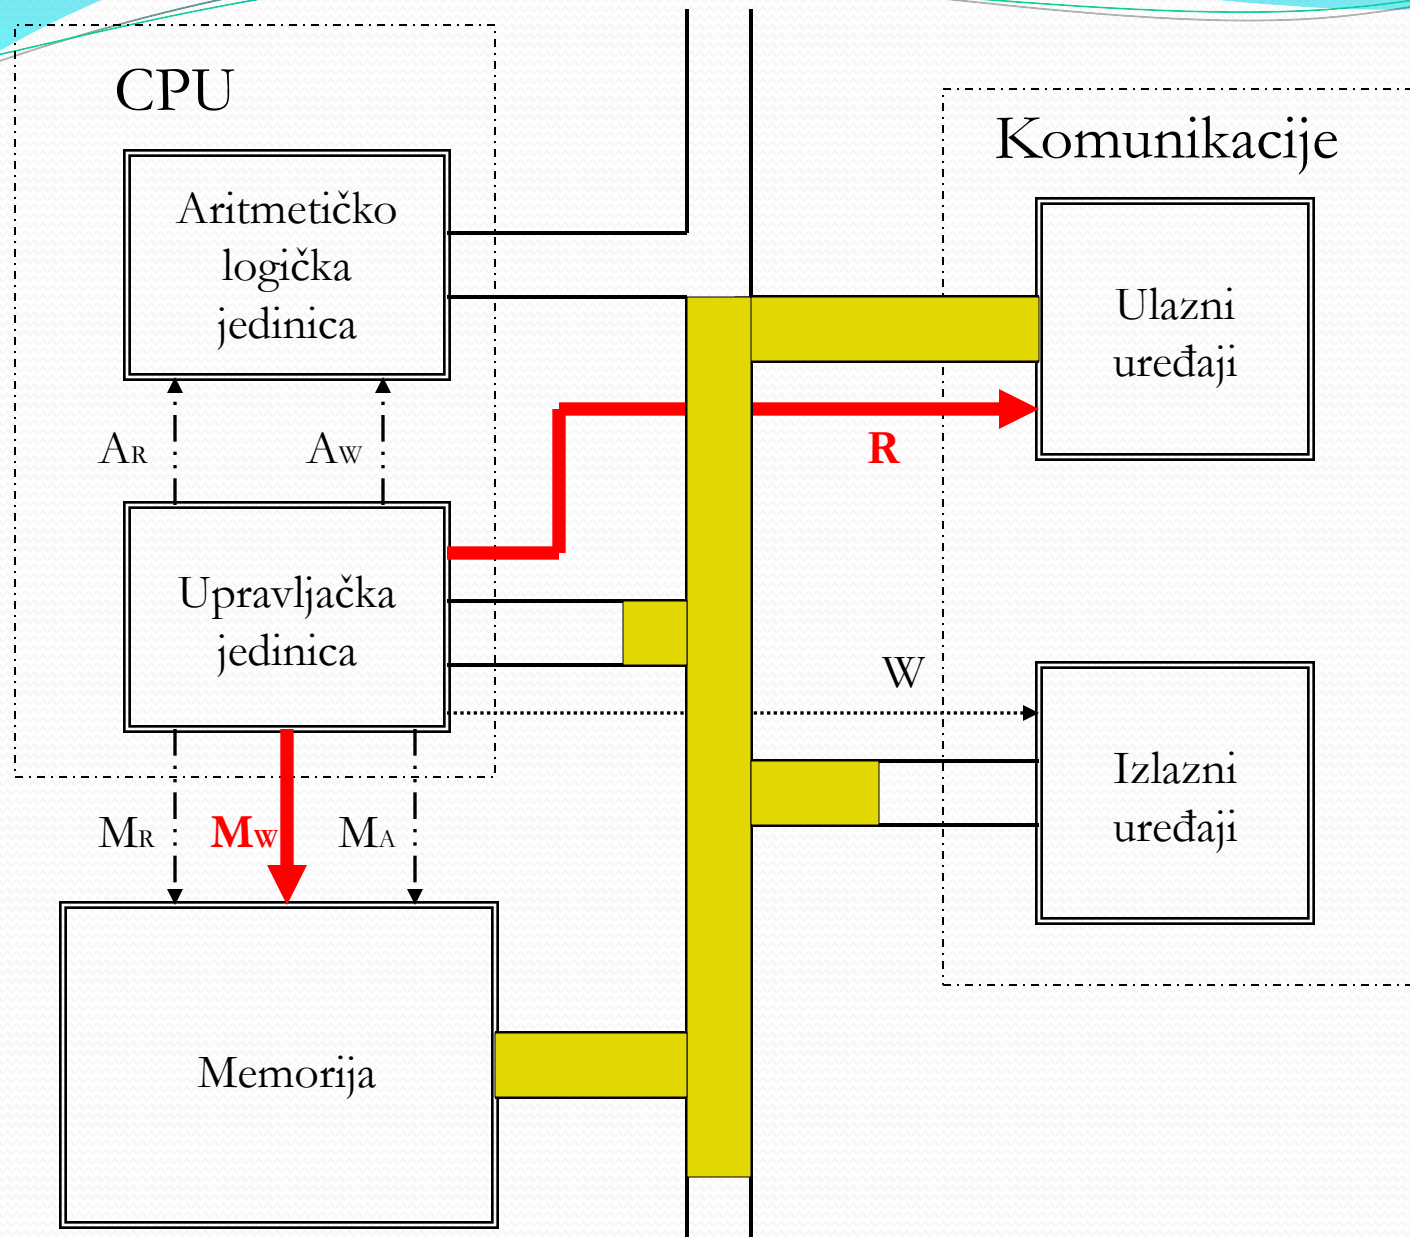 CPU
Komunikacije
Aritmetičko
logička
jedinica
Ulazni
uređaji
AR
AW
R
Upravljačka
jedinica
W
Izlazni
uređaji
MR
MW
MA
Memorija